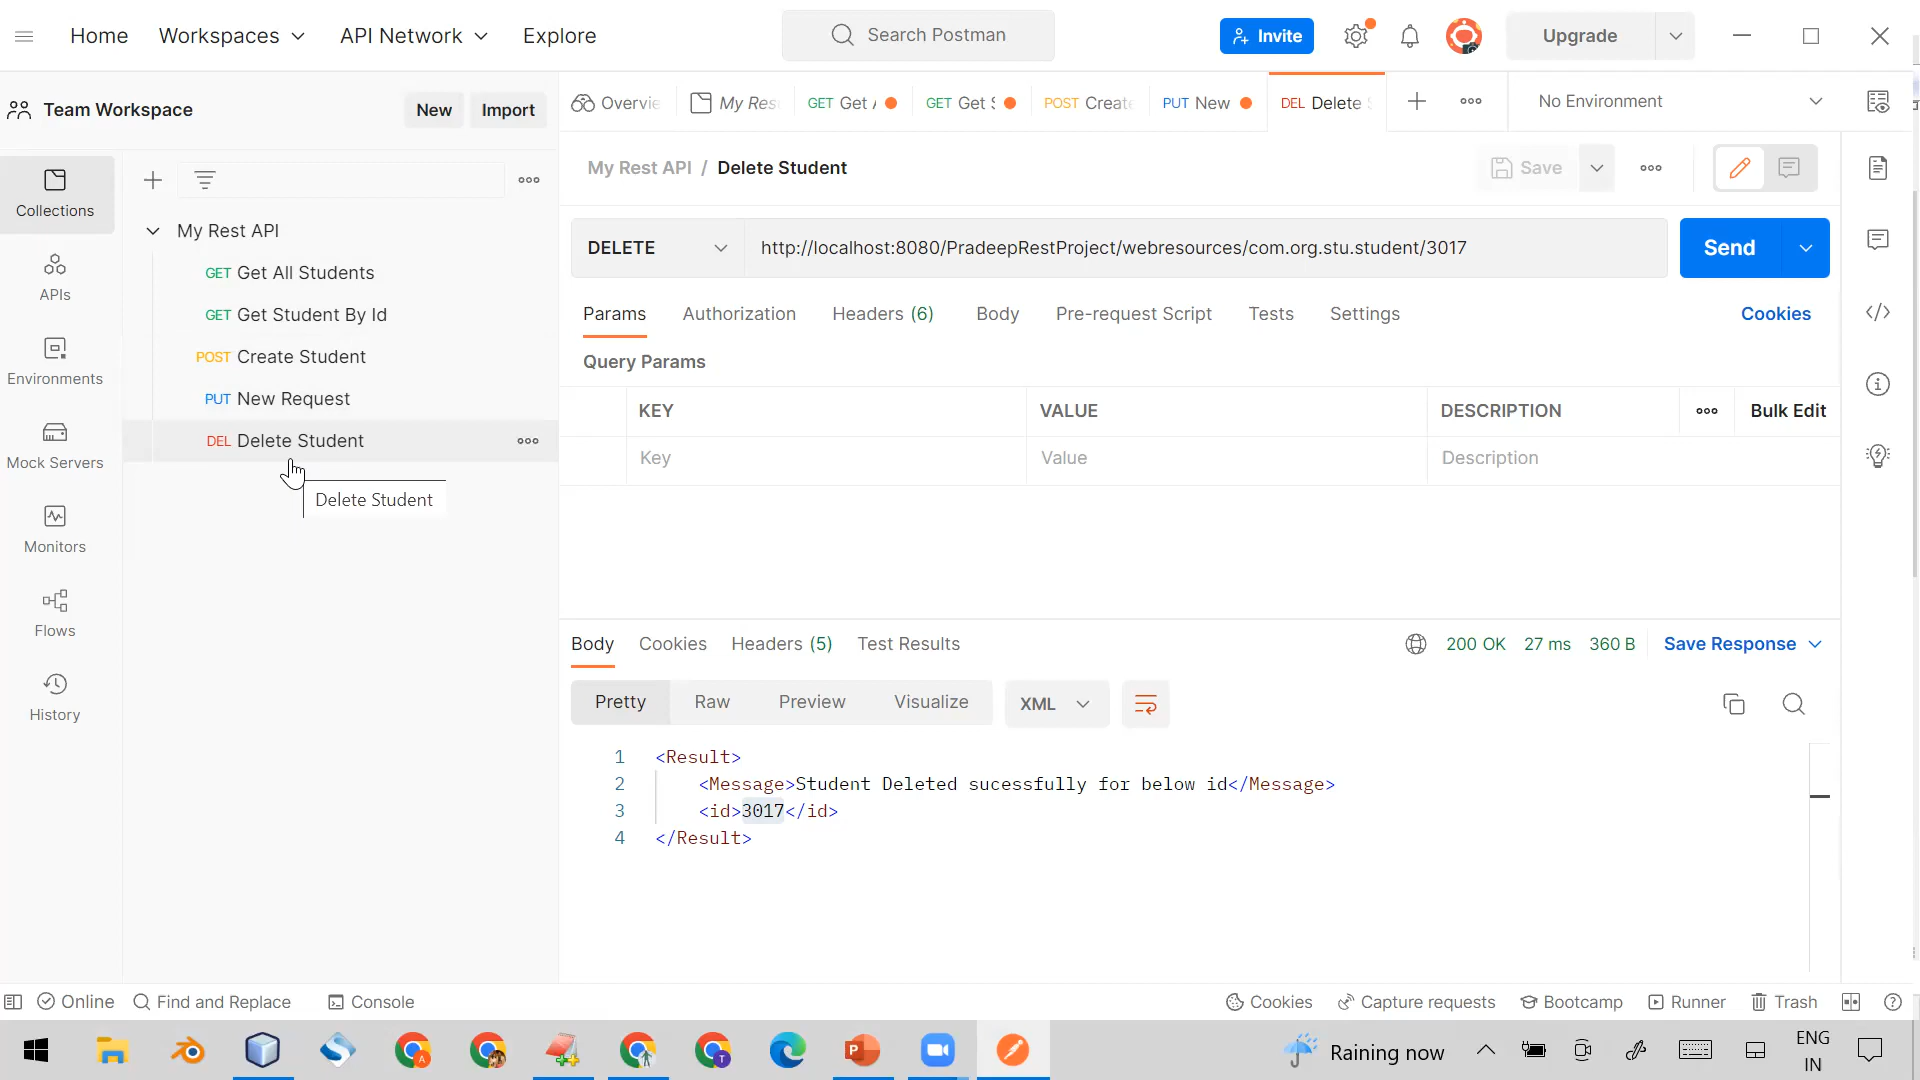 Home Workspaces API Network Explore Search Postman Invite Upgrade
Team Workspace New Import
Overvie My Res GET Get A GET Get S POST Create PUT New DEL Delete S No Environment
My Rest API / Delete Student Save
Collections
APIs
Environments
Mock Servers
Monitors
Flows
History
My Rest API
GET Get All Students
GET Get Student By Id
POST Create Student
PUT New Request
DEL Delete Student
Delete Student
DELETE http://localhost:8080/PradeepRestProject/webresources/com.org.stu.student/3017 Send
Params Authorization Headers (6) Body Pre-request Script Tests Settings Cookies
Query Params
KEY VALUE DESCRIPTION Bulk Edit
Key Value Description
Body Cookies Headers (5) Test Results 200 OK 27 ms 360 B Save Response
Pretty Raw Preview Visualize XML
1 <Result>
2 <Message>Student Deleted sucessfully for below id</Message>
3 <id>3017</id>
4 </Result>
Online Find and Replace Console Cookies Capture requests Bootcamp Runner Trash
Raining now ENG
IN